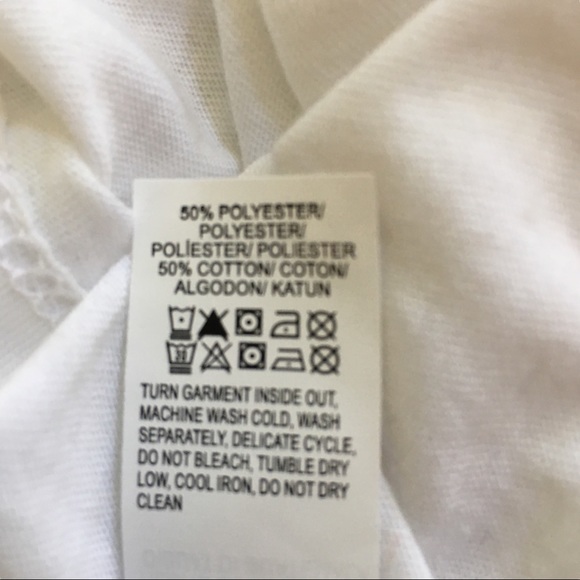 50% POLYESTER/
POLYESTER/
POLİESTER/ POLIESTER
50% COTTON/ COTON/
ALGODON/ KATUN
30
TURN GARMENT INSIDE OUT,
MACHINE WASH COLD, WASH
SEPARATELY, DELICATE CYCLE,
DO NOT BLEACH, TUMBLE DRY
LOW, COOL IRON, DO NOT DRY
CLEAN